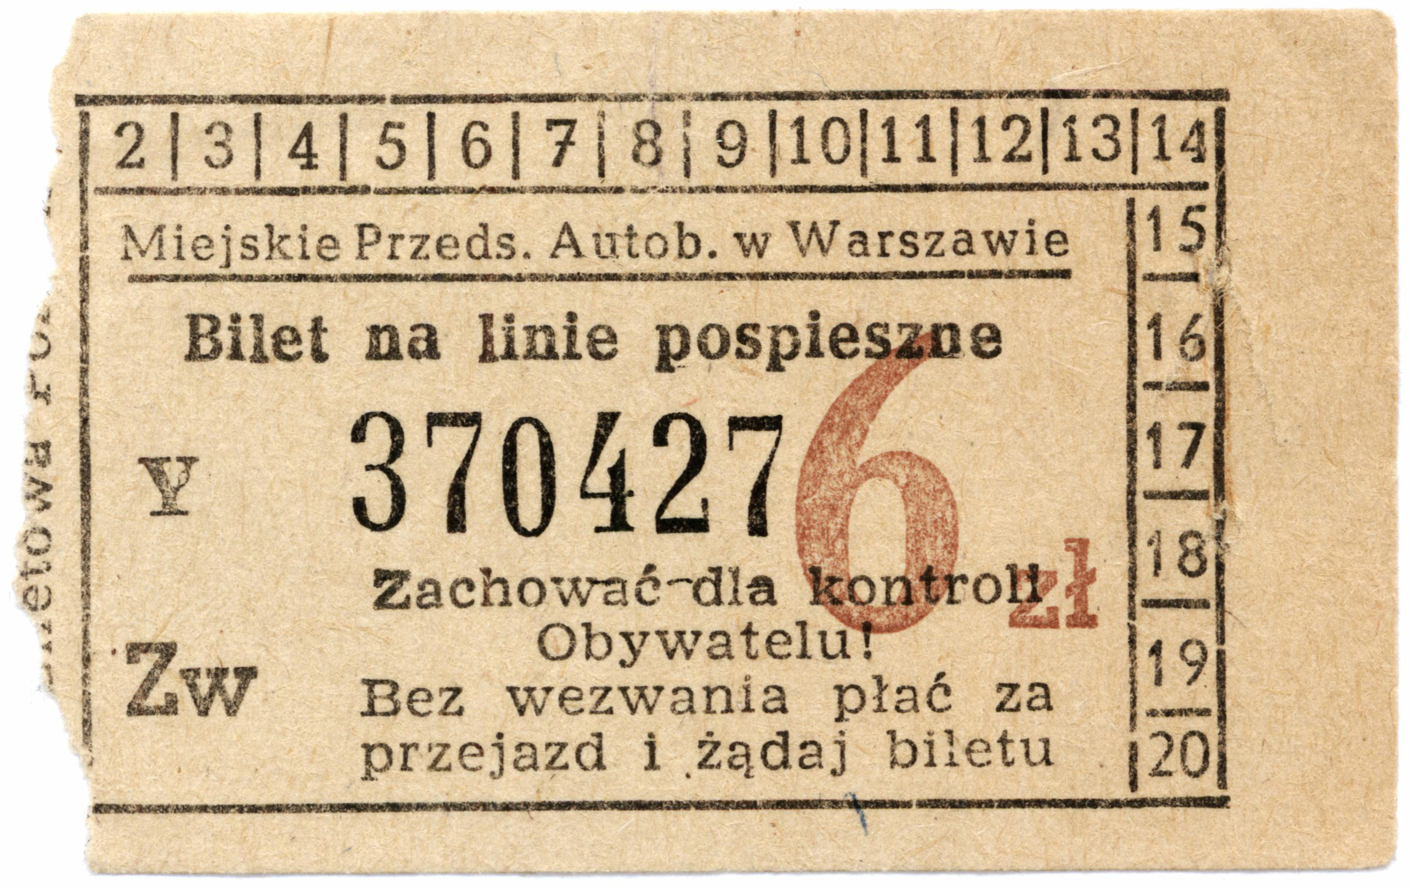 2 | 3 | 4 | 5 | 6 | 7 | 8 | 9 | 10 | 11 | 12 | 13 | 14
Miejskie Przeds. Autob. w Warszawie
15
Bilet na linie pospieszne
16
Y 370427
6 zł
17
18
Zachować dla kontroli
Obywatelu!
19
Zw
Bez wezwania płać za
przejazd i żądaj biletu
20